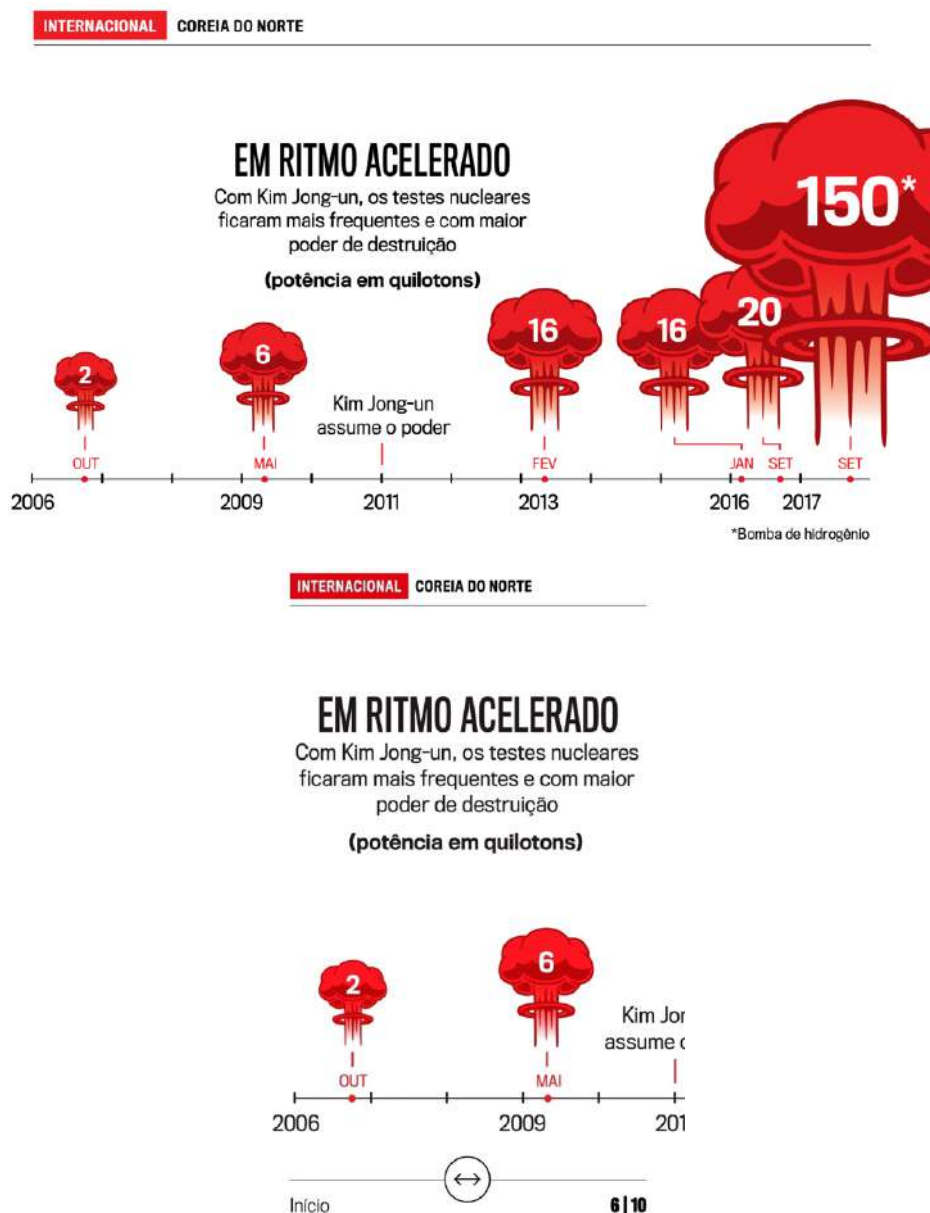 INTERNACIONAL COREIA DO NORTE
EM RITMO ACELERADO
Com Kim Jong-un, os testes nucleares
ficaram mais frequentes e com maior
poder de destruição
(potência em quilotons)
2
6
Kim Jong-un
assume o poder
16
16
20
150*
OUT
MAI
FEV
JAN
SET
SET
2006
2009
2011
2013
2016
2017
*Bomba de hidrogênio
INTERNACIONAL COREIA DO NORTE
EM RITMO ACELERADO
Com Kim Jong-un, os testes nucleares
ficaram mais frequentes e com maior
poder de destruição
(potência em quilotons)
2
6
Kim Jor
assume
OUT
MAI
2006
2009
201
Início
6|10